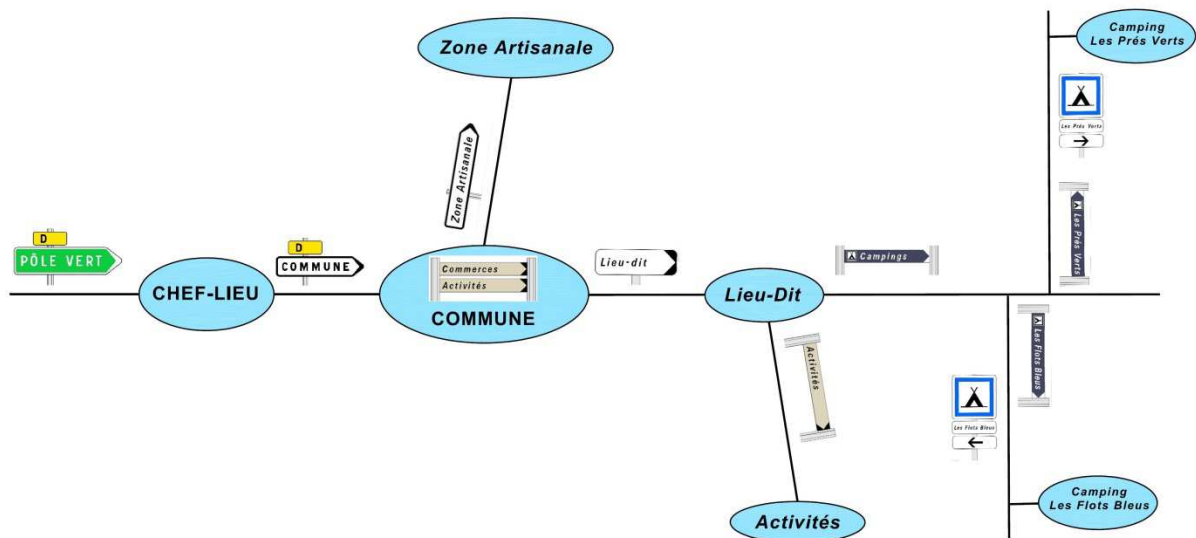 Zone Artisanale
Camping
Les Prés Verts
Les Prés Verts
Zone Artisanale
Les Prés Verts
D
PÔLE VERT
D
COMMUNE
Commerces
Activités
Lieu-dit
Campings
CHEF-LIEU
COMMUNE
Lieu-Dit
Activités
Les Flots Bleus
Les Flots Bleus
Camping
Les Flots Bleus
Activités